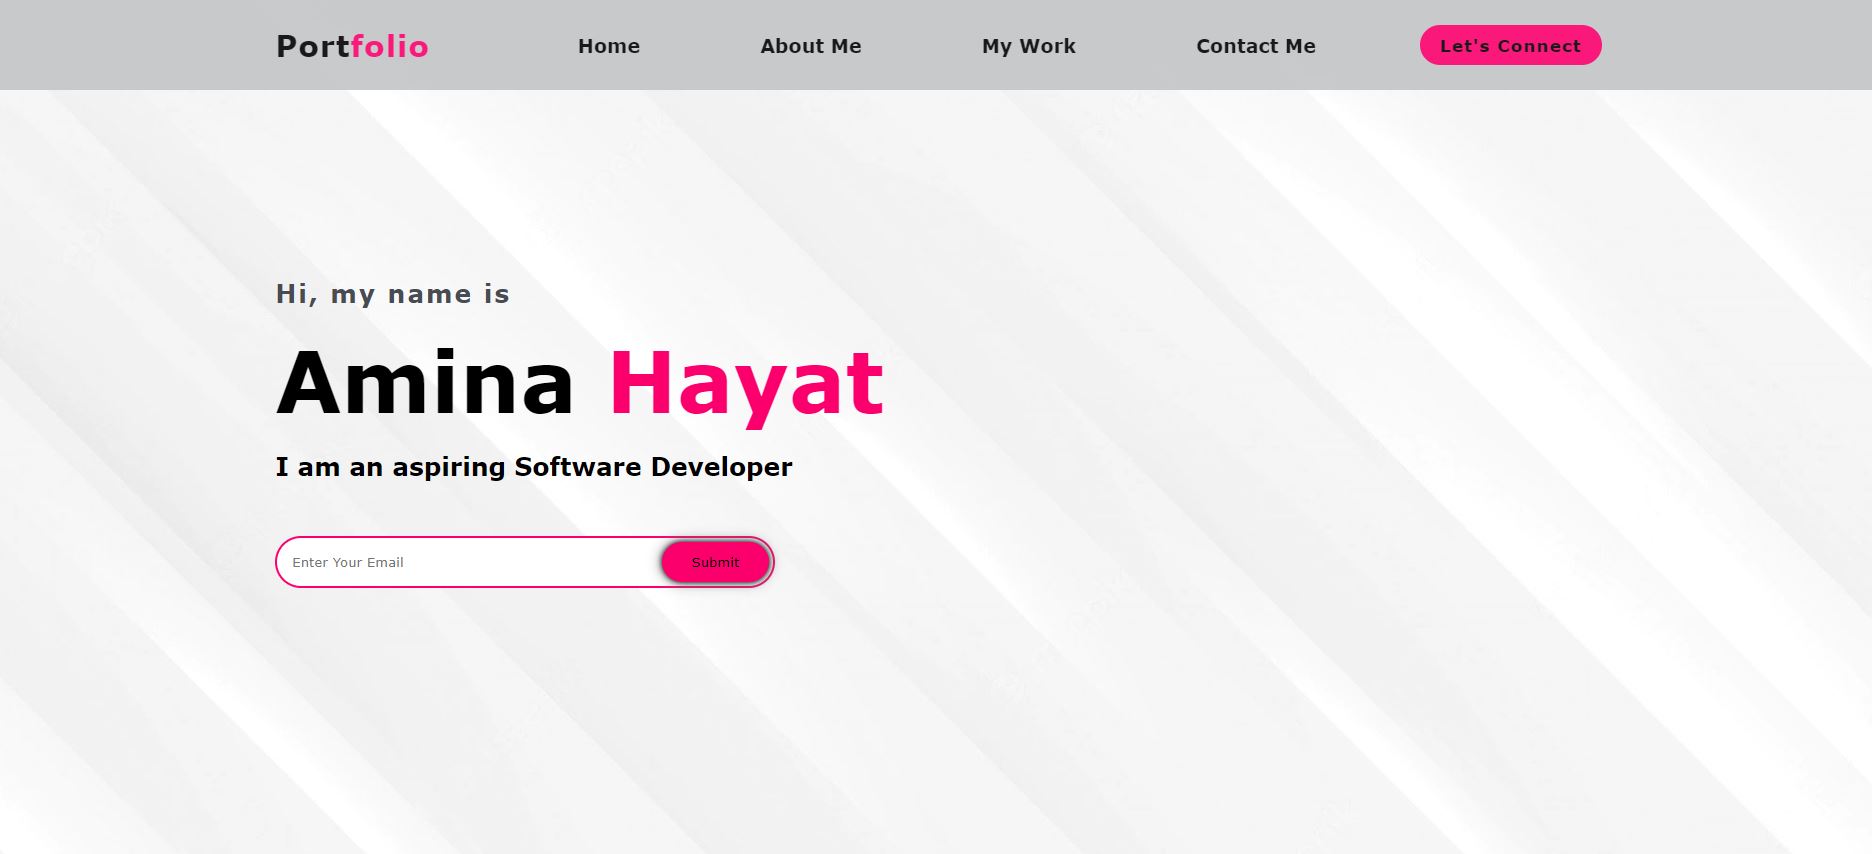 Portfolio Home About Me My Work Contact Me Let's Connect
Hi, my name is
Amina Hayat
I am an aspiring Software Developer
Enter Your Email Submit